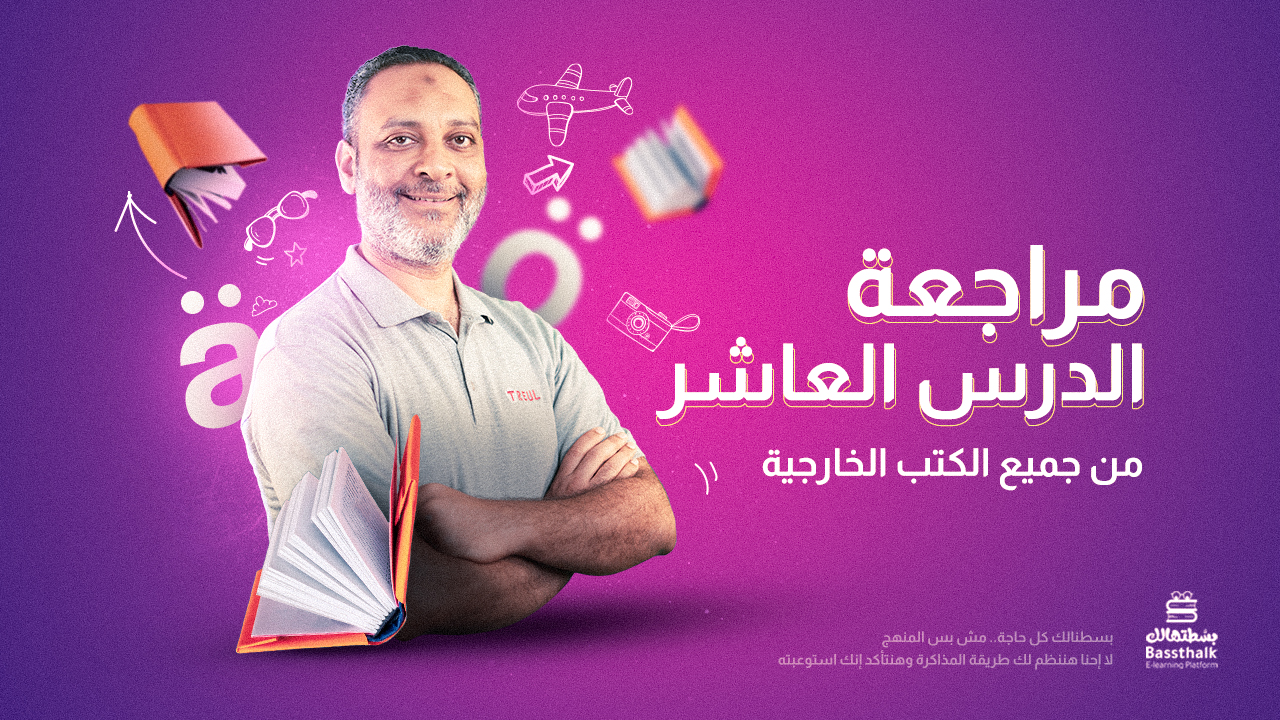 مراجعة
الدرس العاشر
من جميع الكتب الخارجية
ä
ö
TREUL
بسطنالك كل حاجة.. مش بس المنهج
لا إحنا هننظم لك طريقة المذاكرة وهنتأكد إنك استوعبته
بسطتهالك
Bassthalk
E-learning Platform